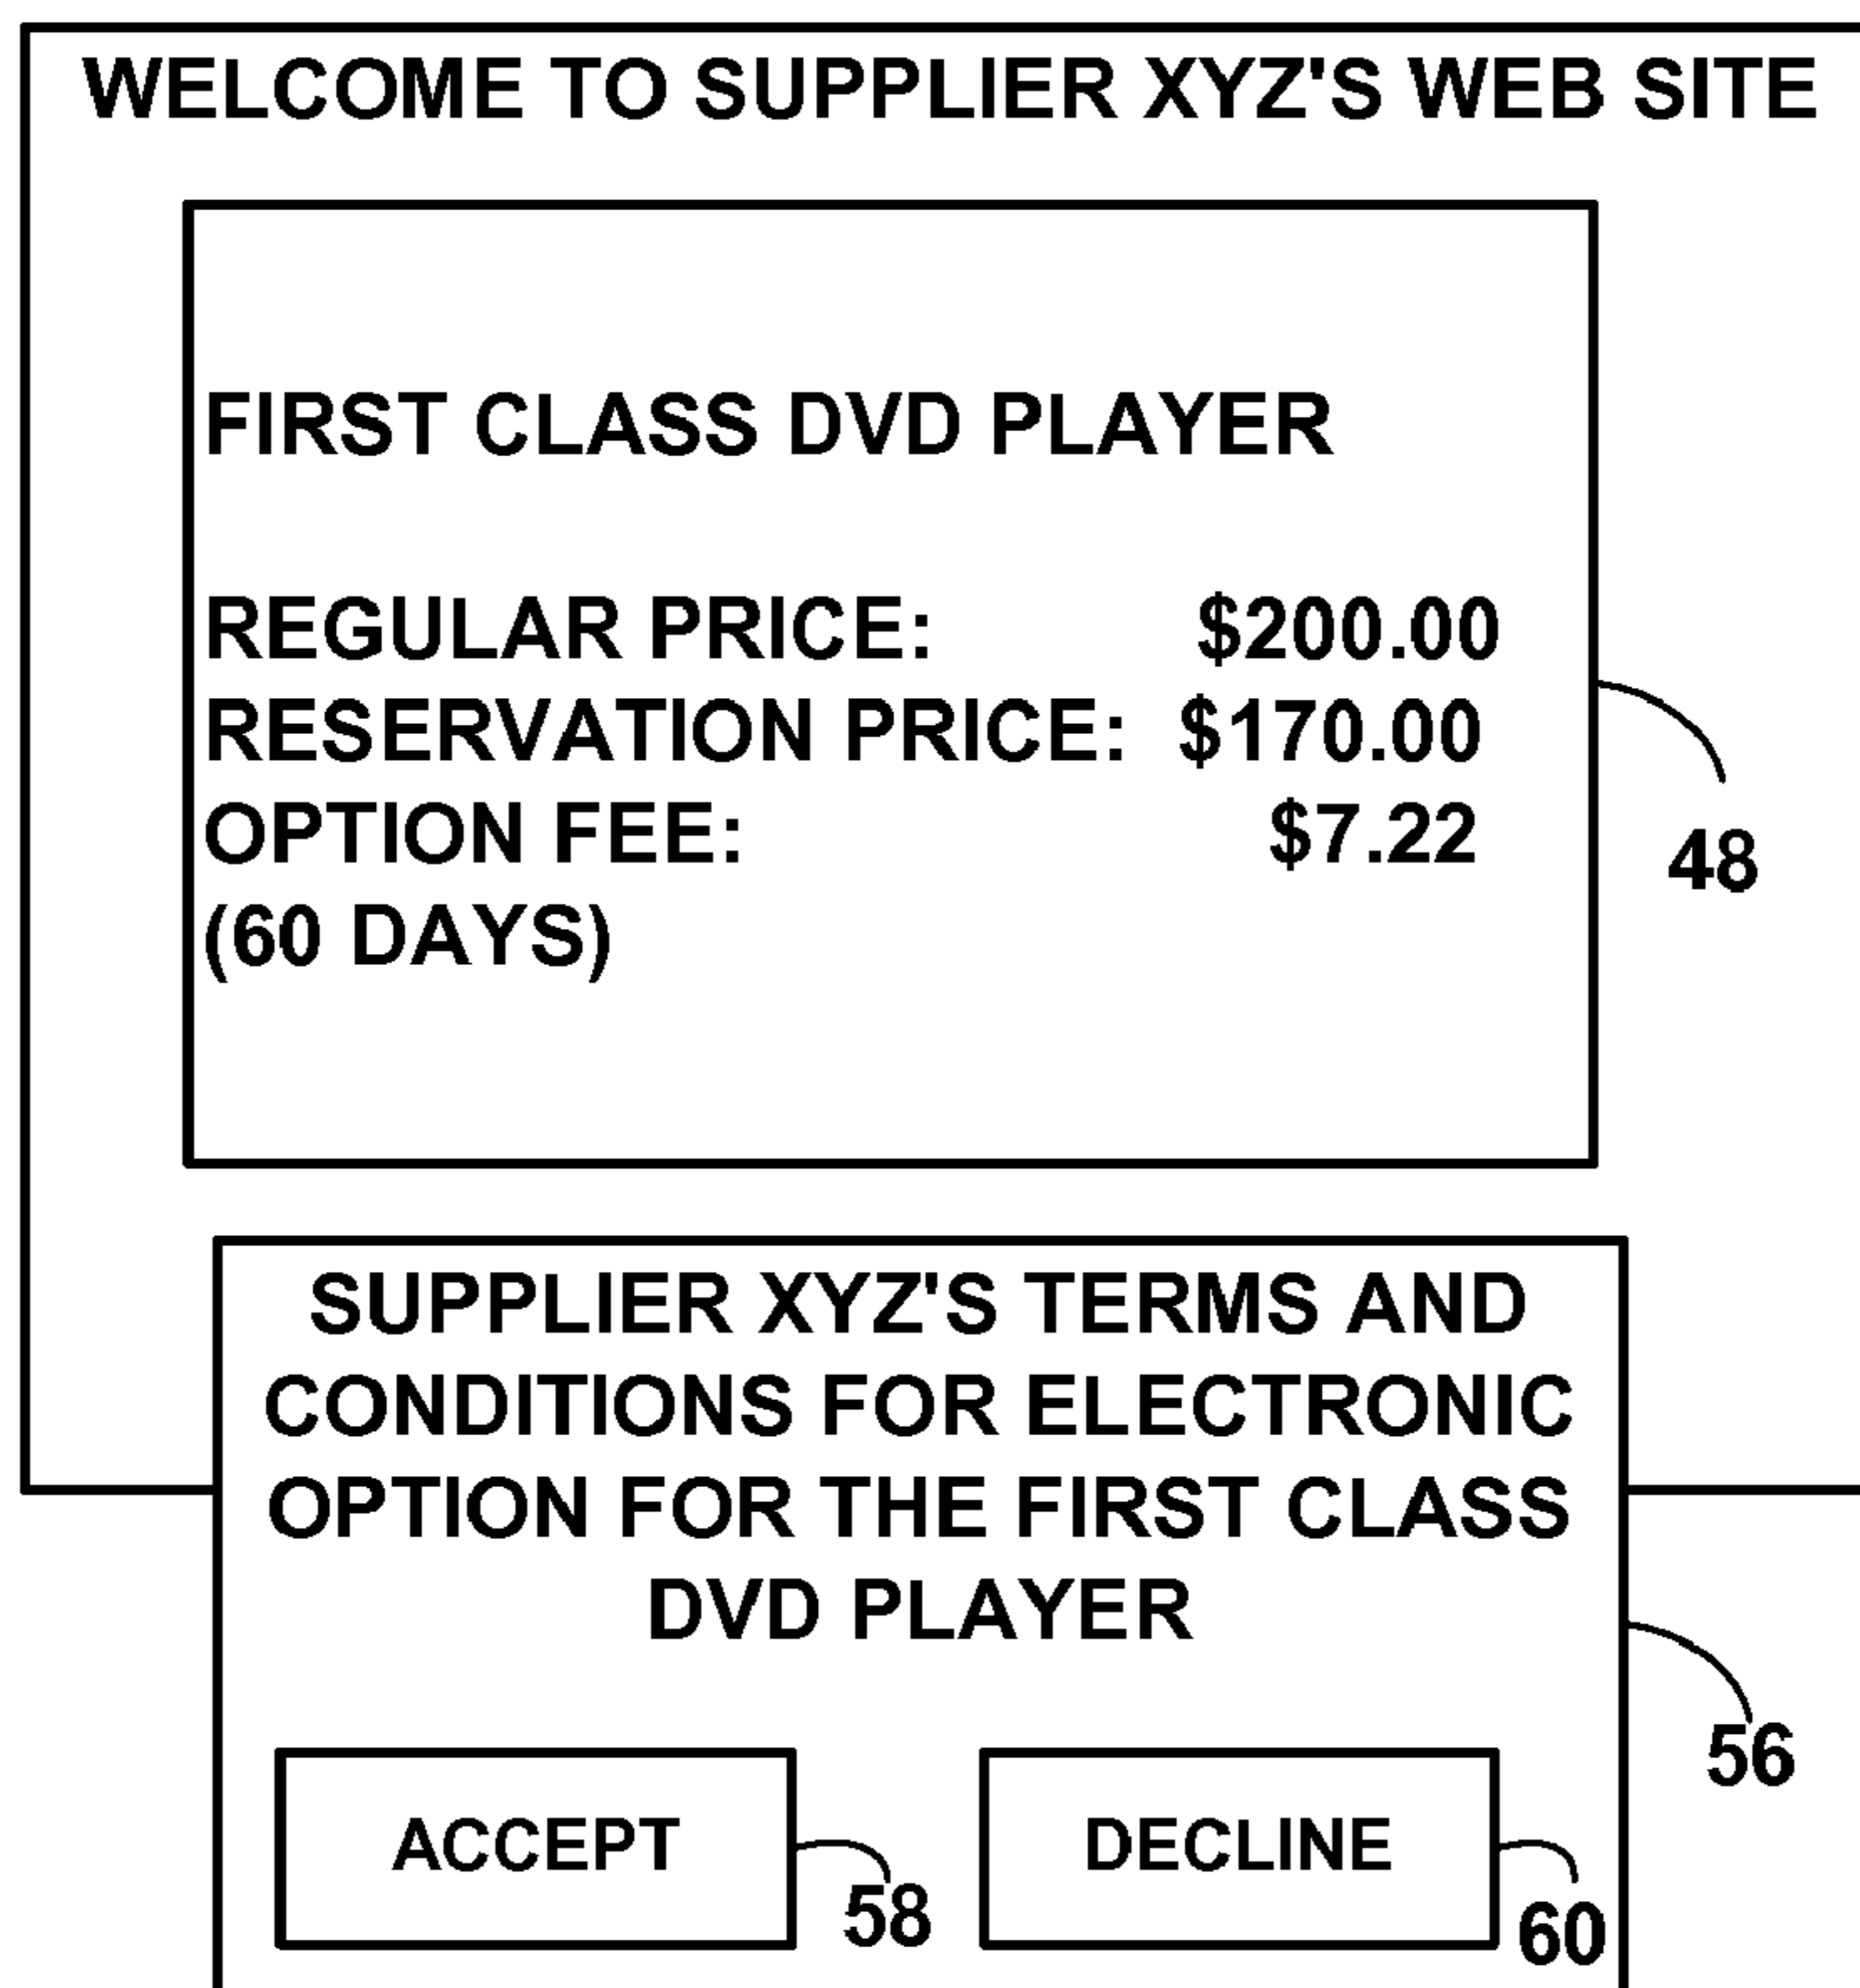 WELCOME TO SUPPLIER XYZ'S WEB SITE
FIRST CLASS DVD PLAYER
REGULAR PRICE: $200.00
RESERVATION PRICE: $170.00
OPTION FEE: $7.22
(60 DAYS)
48
SUPPLIER XYZ'S TERMS AND
CONDITIONS FOR ELECTRONIC
OPTION FOR THE FIRST CLASS
DVD PLAYER
56
ACCEPT
58
DECLINE
60